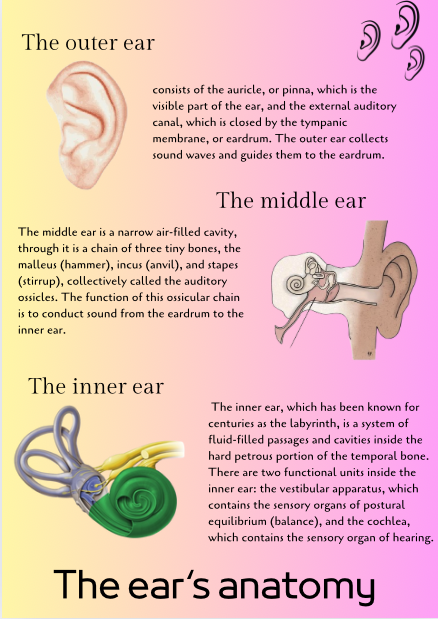 The outer ear
consists of the auricle, or pinna, which is the
visible part of the ear, and the external auditory
canal, which is closed by the tympanic
membrane, or eardrum. The outer ear collects
sound waves and guides them to the eardrum.
The middle ear
The middle ear is a narrow air-filled cavity,
through it is a chain of three tiny bones, the
malleus (hammer), incus (anvil), and stapes
(stirrup), collectively called the auditory
ossicles. The function of this ossicular chain
is to conduct sound from the eardrum to the
inner ear.
The inner ear
The inner ear, which has been known for
centuries as the labyrinth, is a system of
fluid-filled passages and cavities inside the
hard petrous portion of the temporal bone.
There are two functional units inside the
inner ear: the vestibular apparatus, which
contains the sensory organs of postural
equilibrium (balance), and the cochlea,
which contains the sensory organ of hearing.
The ear's anatomy